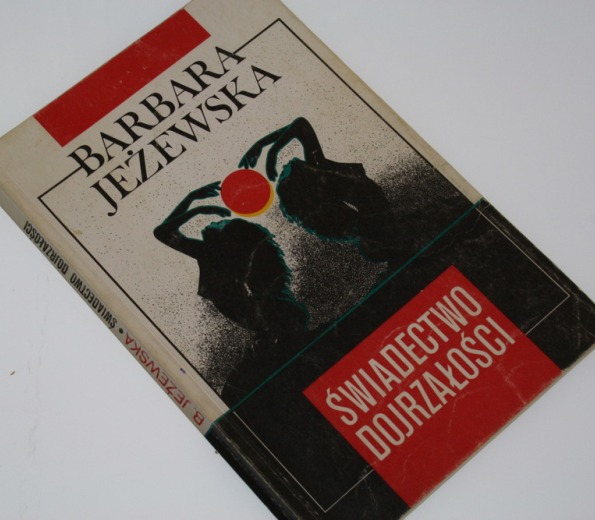 BARBARA
JEŻEWSKA
ŚWIADECTWO
DOJRZAŁOŚCI
B. JEŻEWSKA • ŚWIADECTWO DOJRZAŁOŚCI